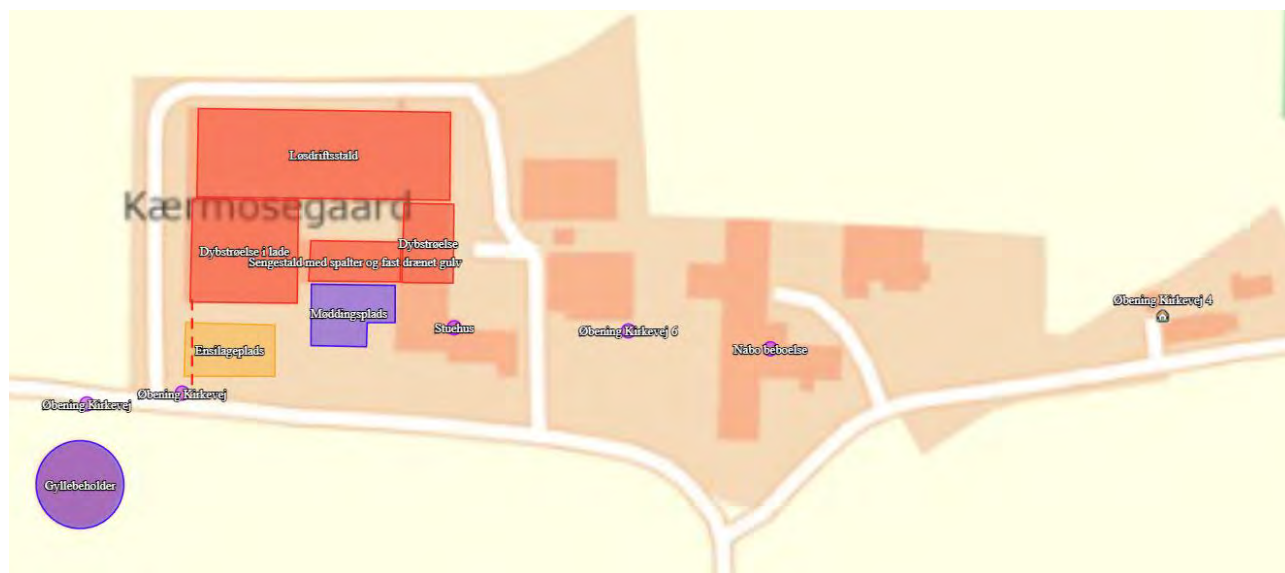 Løsdriftsstald
Kærmosegaard
Dybstrøelse i lade
Dybstrøelse
Sengestald med spalter og fast drænet gulv
Møddingsplads
Stuehus
Øbening Kirkevej 6
Nabo beboelse
Øbening Kirkevej 4
Ensilageplads
Øbening Kirkevej
Øbening Kirkevej
Gyllebeholder